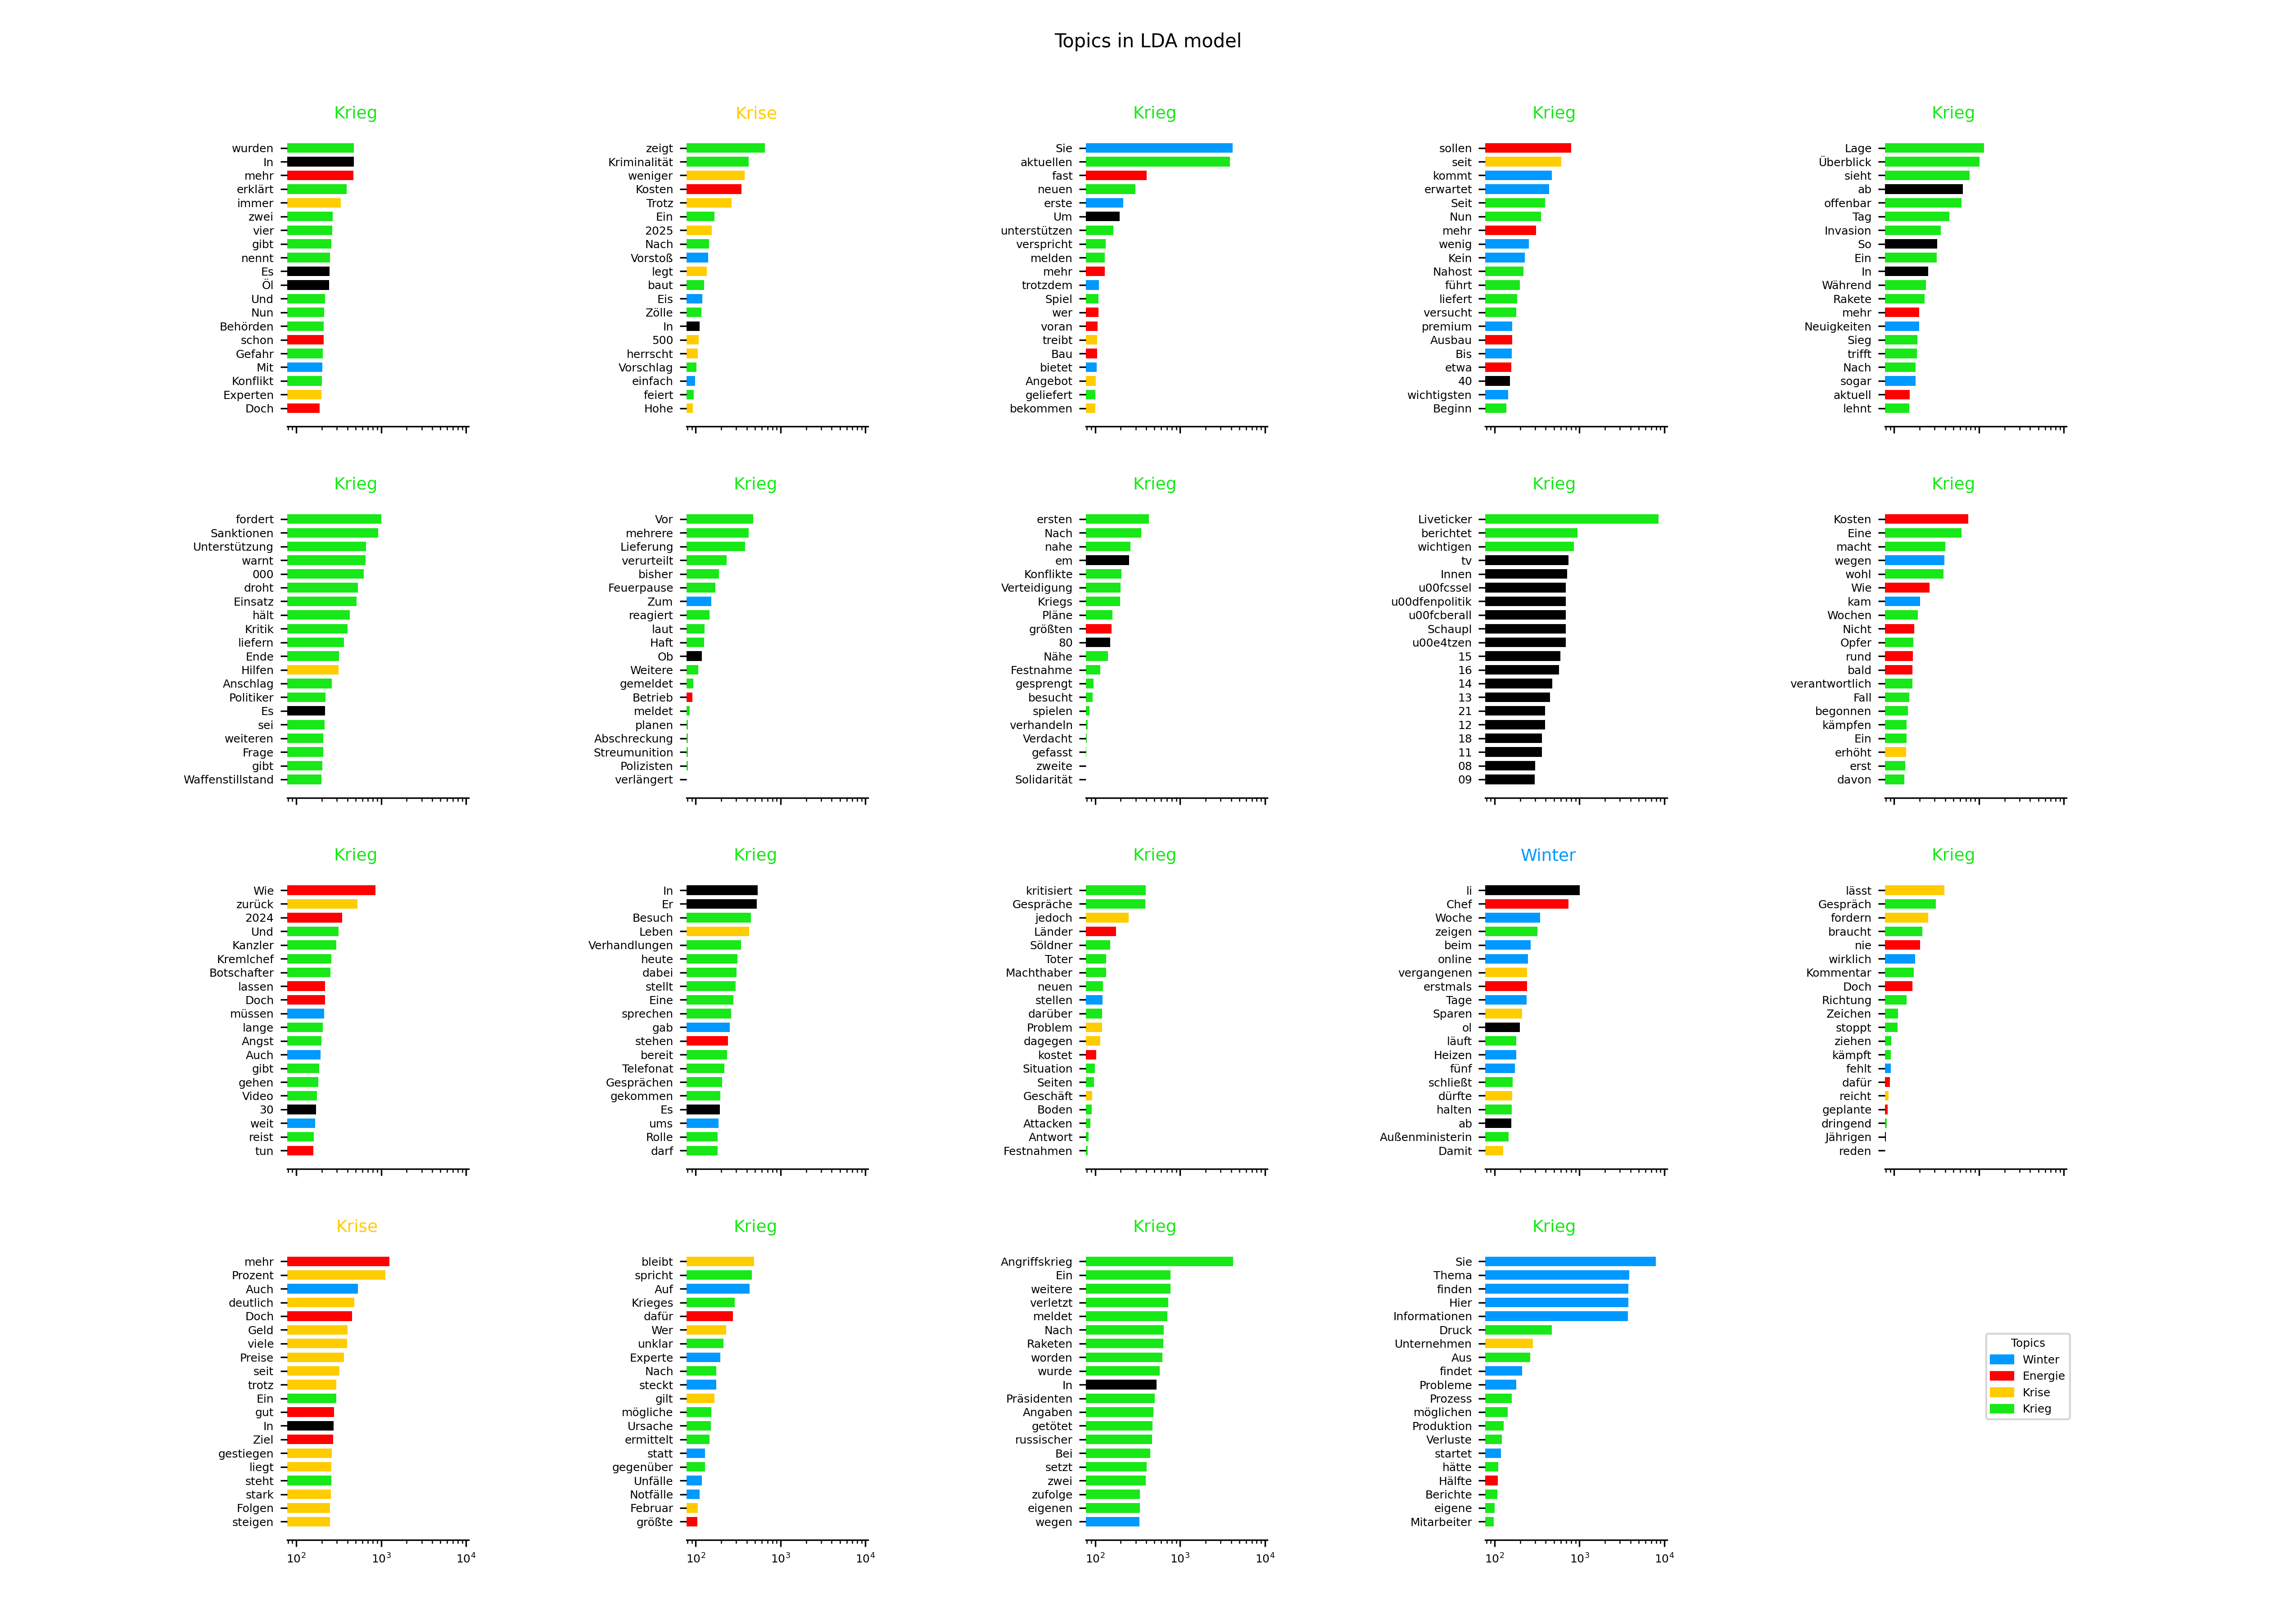 Topics in LDA model
Krieg
wurden
In
mehr
erklärt
immer
zwei
vier
gibt
nennt
Es
Öl
Und
Nun
Behörden
schon
Gefahr
Mit
Konflikt
Experten
Doch
Krise
zeigt
Kriminalität
weniger
Kosten
Trotz
Ein
2025
Nach
Vorstoß
legt
baut
Eis
Zölle
In
500
herrscht
Vorschlag
einfach
feiert
Hohe
Krieg
Sie
aktuellen
fast
neuen
erste
Um
unterstützen
verspricht
melden
mehr
trotzdem
Spiel
wer
voran
treibt
Bau
bietet
Angebot
geliefert
bekommen
Krieg
sollen
seit
kommt
erwartet
Seit
Nun
mehr
wenig
Kein
Nahost
führt
liefert
versucht
premium
Ausbau
Bis
etwa
40
wichtigsten
Beginn
Krieg
Lage
Überblick
sieht
ab
offenbar
Tag
Invasion
So
Ein
In
Während
Rakete
mehr
Neuigkeiten
Sieg
trifft
Nach
sogar
aktuell
lehnt
Krieg
fordert
Sanktionen
Unterstützung
warnt
000
droht
Einsatz
hält
Kritik
liefern
Ende
Hilfen
Anschlag
Politiker
Es
sei
weiteren
Frage
gibt
Waffenstillstand
Krieg
Vor
mehrere
Lieferung
verurteilt
bisher
Feuerpause
Zum
reagiert
laut
Haft
Ob
Weitere
gemeldet
Betrieb
meldet
planen
Abschreckung
Streumunition
Polizisten
verlängert
Krieg
ersten
Nach
nahe
em
Konflikte
Verteidigung
Kriegs
Pläne
größten
80
Nähe
Festnahme
gesprengt
besucht
spielen
verhandeln
Verdacht
gefasst
zweite
Solidarität
Krieg
Liveticker
berichtet
wichtigen
tv
Innen
u00fcssel
u00dfenpolitik
u00fcberall
Schaupl
u00e4tzen
15
16
14
13
21
12
18
11
08
09
Krieg
Kosten
Eine
macht
wegen
wohl
Wie
kam
Wochen
Nicht
Opfer
rund
bald
verantwortlich
Fall
begonnen
kämpfen
Ein
erhöht
erst
davon
Krieg
Wie
zurück
2024
Und
Kanzler
Kremlchef
Botschafter
lassen
Doch
müssen
lange
Angst
Auch
gibt
gehen
Video
30
weit
reist
tun
Krieg
In
Er
Besuch
Leben
Verhandlungen
heute
dabei
stellt
Eine
sprechen
gab
stehen
bereit
Telefonat
Gesprächen
gekommen
Es
ums
Rolle
darf
Krieg
kritisiert
Gespräche
jedoch
Länder
Söldner
Toter
Machthaber
neuen
stellen
darüber
Problem
dagegen
kostet
Situation
Seiten
Geschäft
Boden
Attacken
Antwort
Festnahmen
Winter
li
Chef
Woche
zeigen
beim
online
vergangenen
erstmals
Tage
Sparen
ol
läuft
Heizen
fünf
schließt
dürfte
halten
ab
Außenministerin
Damit
Krieg
lässt
Gespräch
fordern
braucht
nie
wirklich
Kommentar
Doch
Richtung
Zeichen
stoppt
ziehen
kämpft
fehlt
dafür
reicht
geplante
dringend
Jährigen
reden
Krise
mehr
Prozent
Auch
deutlich
Doch
Geld
viele
Preise
seit
trotz
Ein
gut
In
Ziel
gestiegen
liegt
steht
stark
Folgen
steigen
10² 10³ 10⁴
Krieg
bleibt
spricht
Auf
Krieges
dafür
Wer
unklar
Experte
Nach
steckt
gilt
mögliche
Ursache
ermittelt
statt
gegenüber
Unfälle
Notfälle
Februar
größte
10² 10³ 10⁴
Krieg
Angriffskrieg
Ein
weitere
verletzt
meldet
Nach
Raketen
worden
wurde
In
Präsidenten
Angaben
getötet
russischer
Bei
setzt
zwei
zufolge
eigenen
wegen
10² 10³ 10⁴
Krieg
Sie
Thema
finden
Hier
Informationen
Druck
Unternehmen
Aus
findet
Probleme
Prozess
möglichen
Produktion
Verluste
startet
hätte
Hälfte
Berichte
eigene
Mitarbeiter
10² 10³ 10⁴
Topics
Winter
Energie
Krise
Krieg